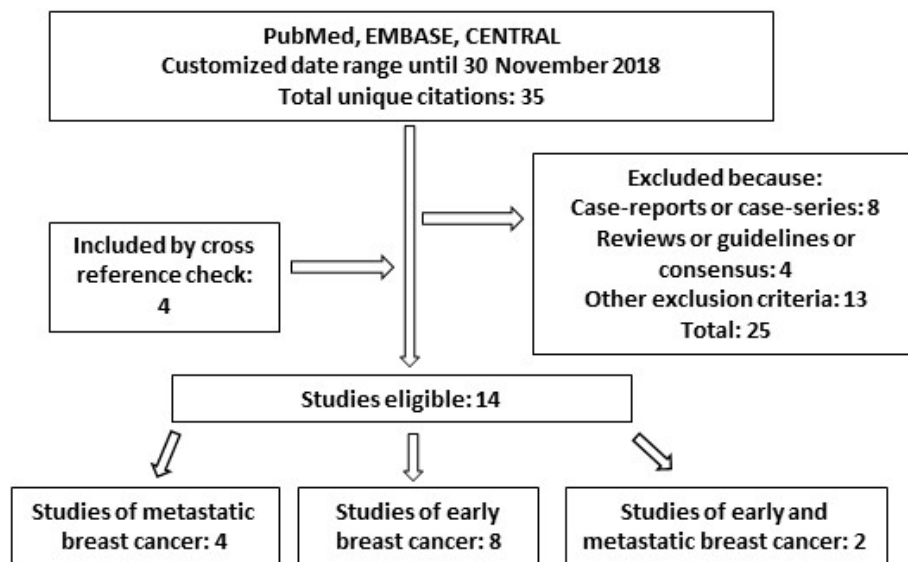 PubMed, EMBASE, CENTRAL
Customized date range until 30 November 2018
Total unique citations: 35
Excluded because:
Case-reports or case-series: 8
Reviews or guidelines or
consensus: 4
Other exclusion criteria: 13
Total: 25
Included by cross
reference check:
4
Studies eligible: 14
Studies of metastatic
breast cancer: 4
Studies of early
breast cancer: 8
Studies of early and
metastatic breast cancer: 2